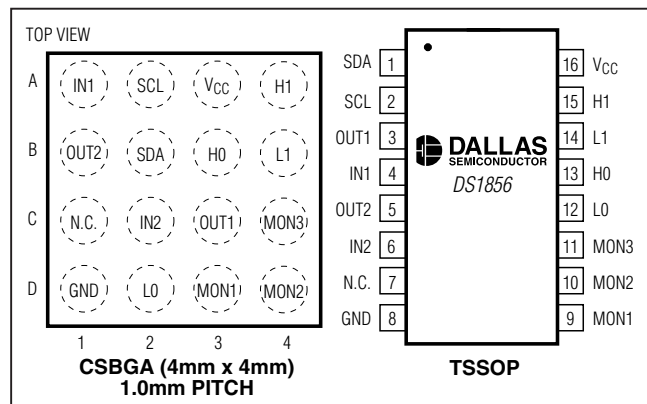 TOP VIEW
A IN1 SCL VCC H1
B OUT2 SDA H0 L1
C N.C. IN2 OUT1 MON3
D GND L0 MON1 MON2
1 2 3 4
CSBGA (4mm x 4mm)
1.0mm PITCH
SDA 1 16 VCC
SCL 2 15 H1
OUT1 3 14 L1
IN1 4 13 H0
OUT2 5 12 L0
IN2 6 11 MON3
N.C. 7 10 MON2
GND 8 9 MON1
DALLAS
SEMICONDUCTOR
DS1856
TSSOP